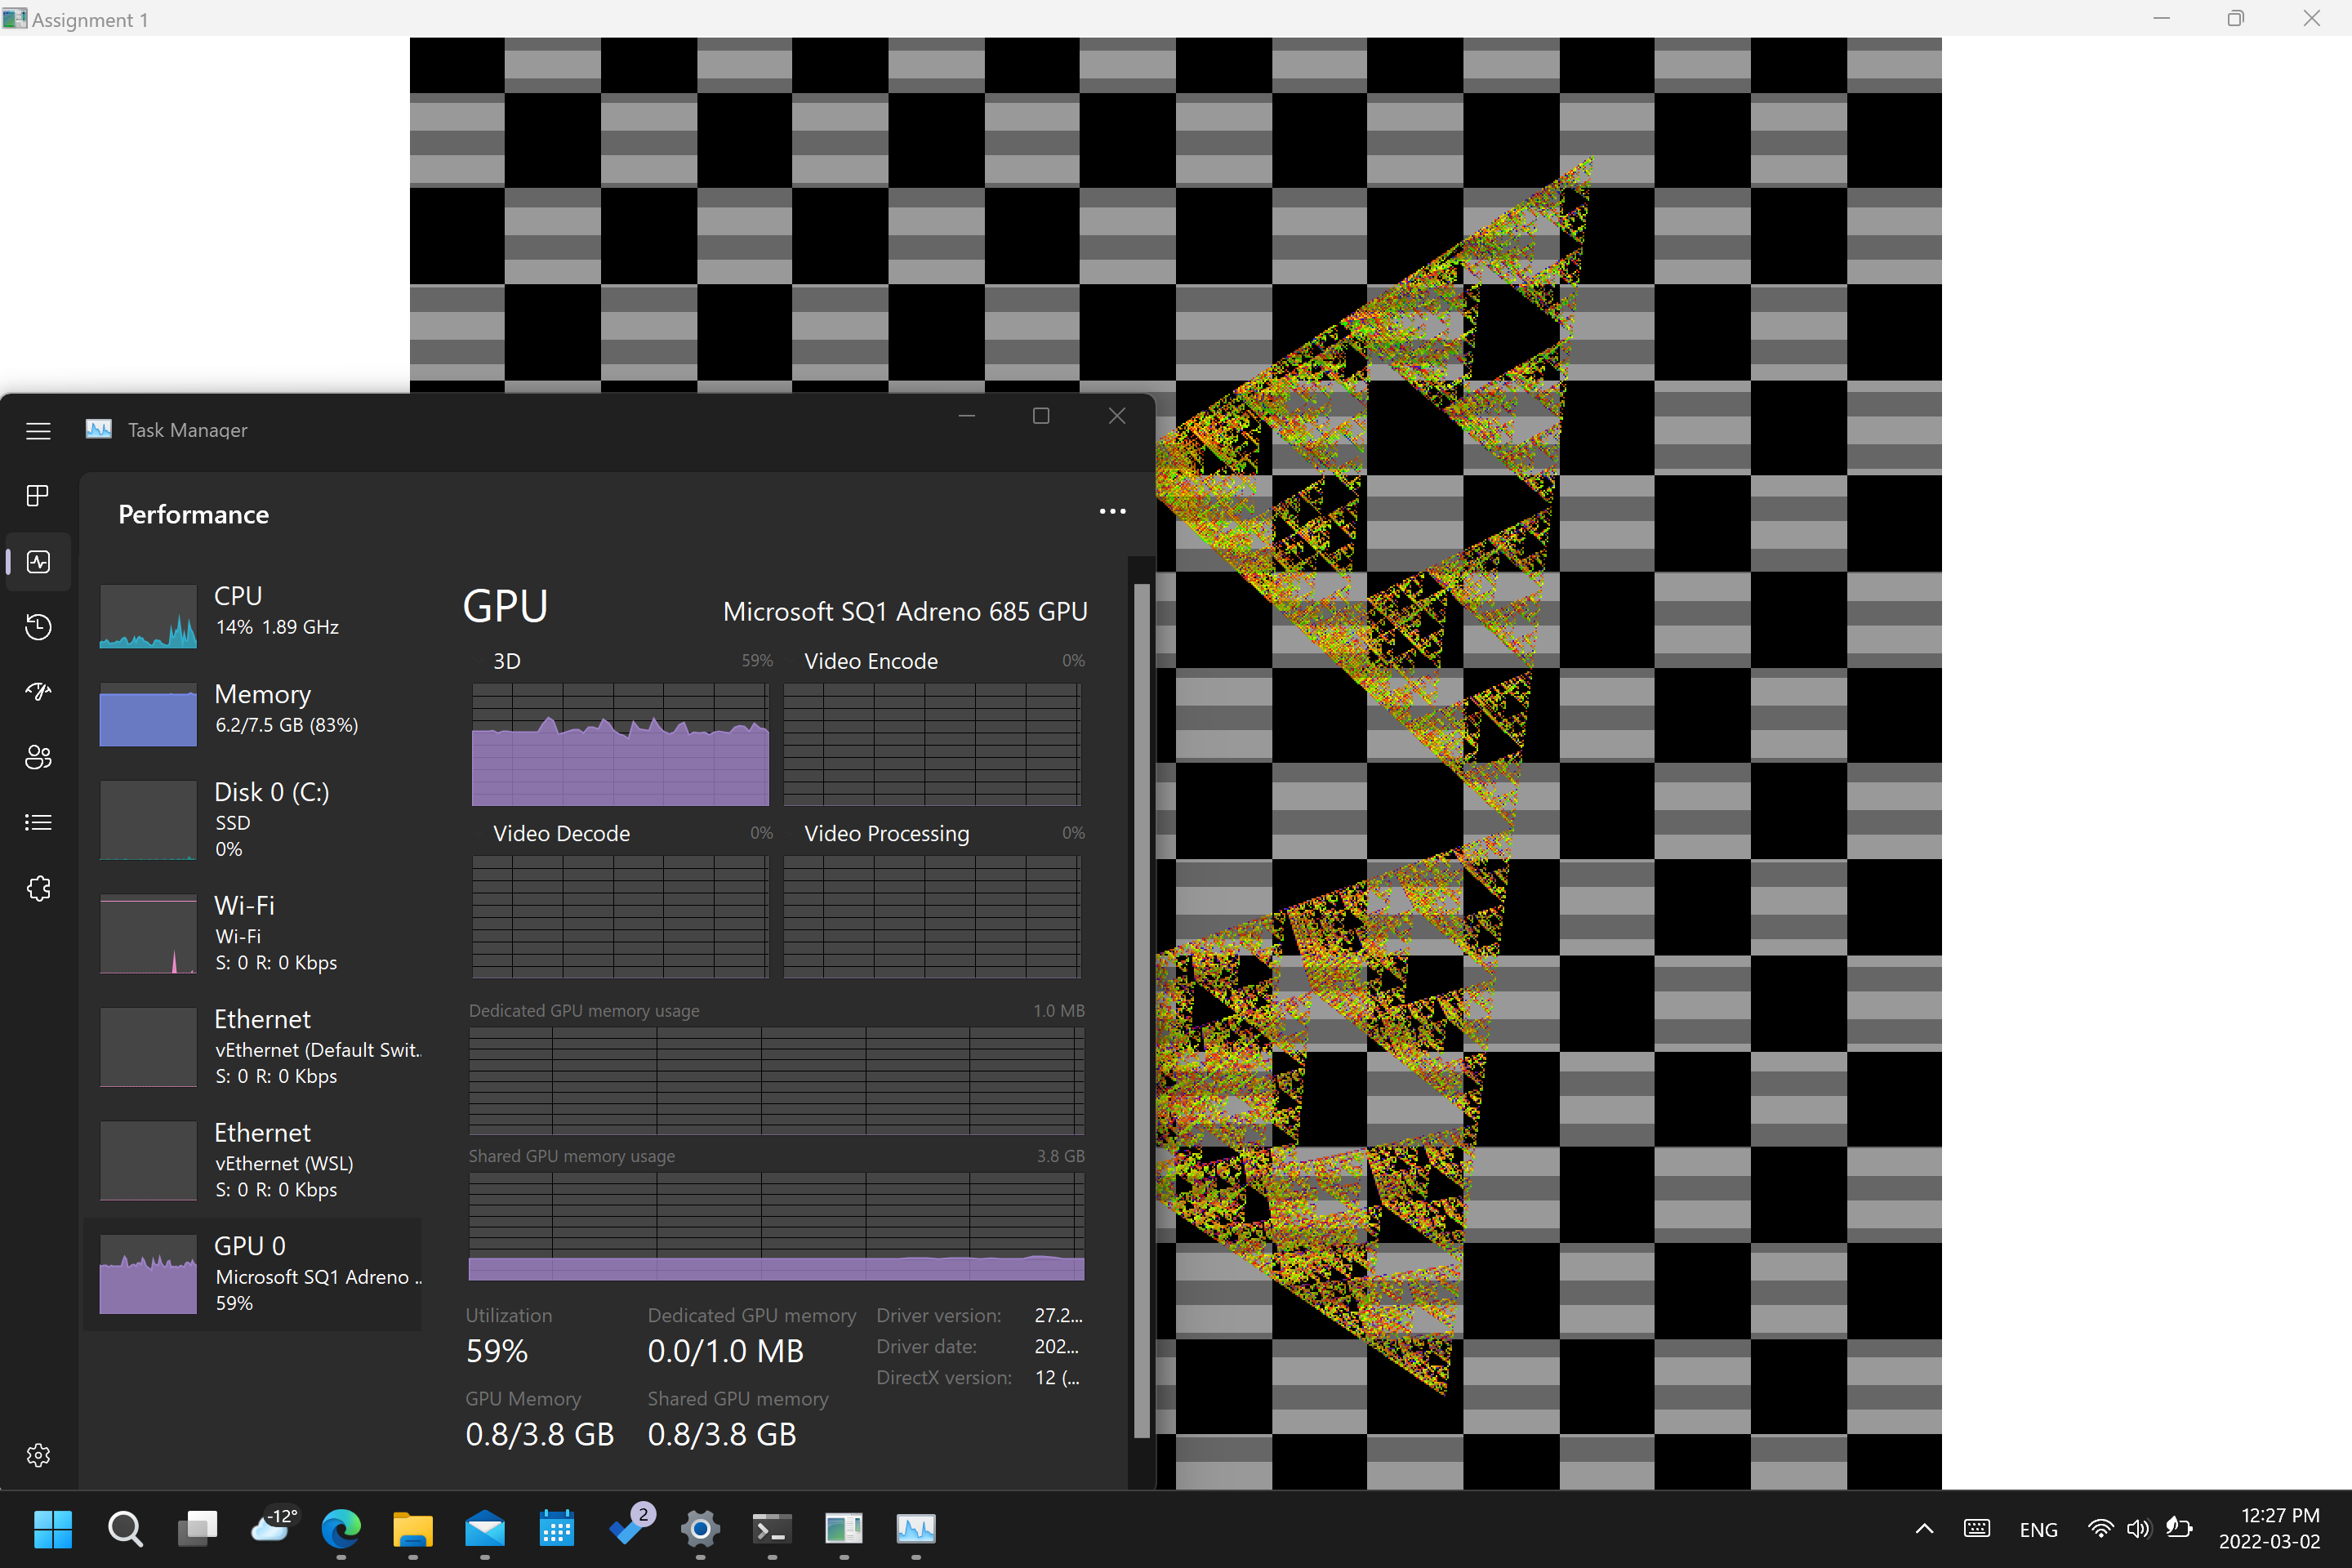 Assignment 1
Task Manager
Performance
CPU
14% 1.89 GHz
Memory
6.2/7.5 GB (83%)
Disk 0 (C:)
SSD
0%
Wi-Fi
Wi-Fi
S: 0 R: 0 Kbps
Ethernet
vEthernet (Default Swit..
S: 0 R: 0 Kbps
Ethernet
vEthernet (WSL)
S: 0 R: 0 Kbps
GPU 0
Microsoft SQ1 Adreno ..
59%
GPU
Microsoft SQ1 Adreno 685 GPU
3D 59%
Video Encode 0%
Video Decode 0%
Video Processing 0%
Dedicated GPU memory usage 1.0 MB
Shared GPU memory usage 3.8 GB
Utilization
59%
Dedicated GPU memory
0.0/1.0 MB
GPU Memory
0.8/3.8 GB
Shared GPU memory
0.8/3.8 GB
Driver version: 27.2...
Driver date: 202...
DirectX version: 12 (...
-12°
2
ENG
12:27 PM
2022-03-02